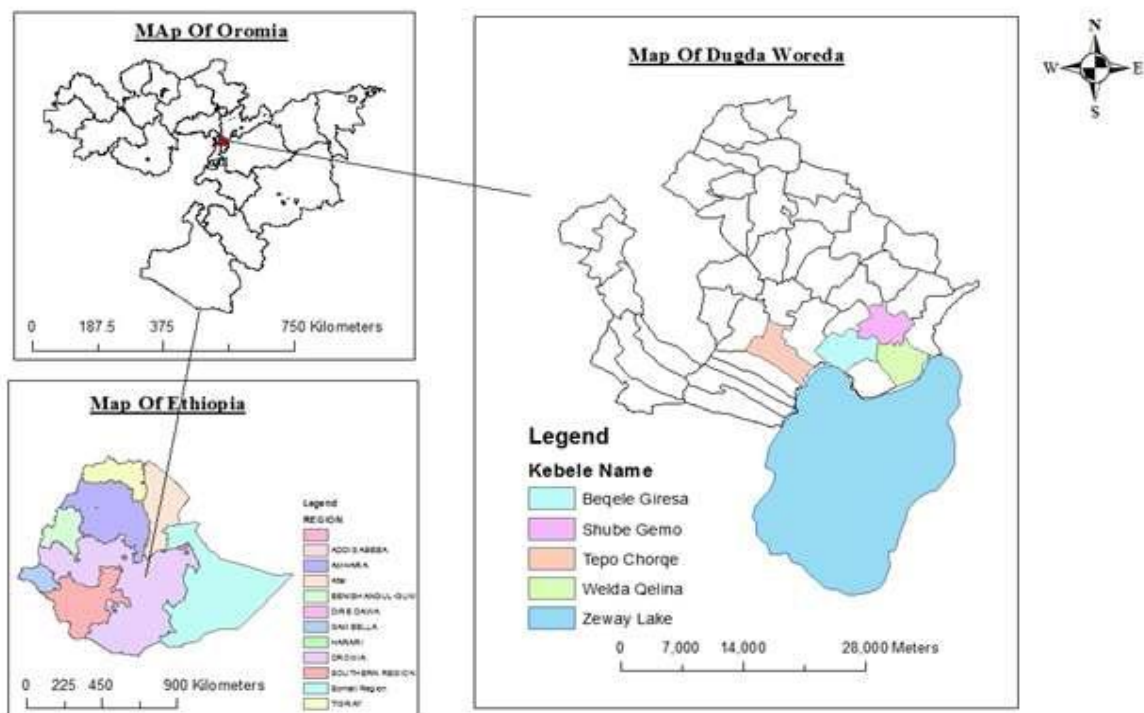 MAp Of Oromia
0 187.5 375 750 Kilometers
Map Of Dugda Woreda
N
W E
S
Legend
Kebele Name
Beqele Giresa
Shube Gemo
Tepo Chorqe
Welda Qelina
Zeway Lake
0 7,000 14,000 28,000 Meters
Map Of Ethiopia
Legend
REGION
ADDIS ABEBA
AMHARA
Afar
BENISHANGUL-GUM
DIRE DAWA
GAMBELLA
HARARI
OROMIA
SOUTHERN REGION
Somali Region
TIGRAY
0 225 450 900 Kilometers